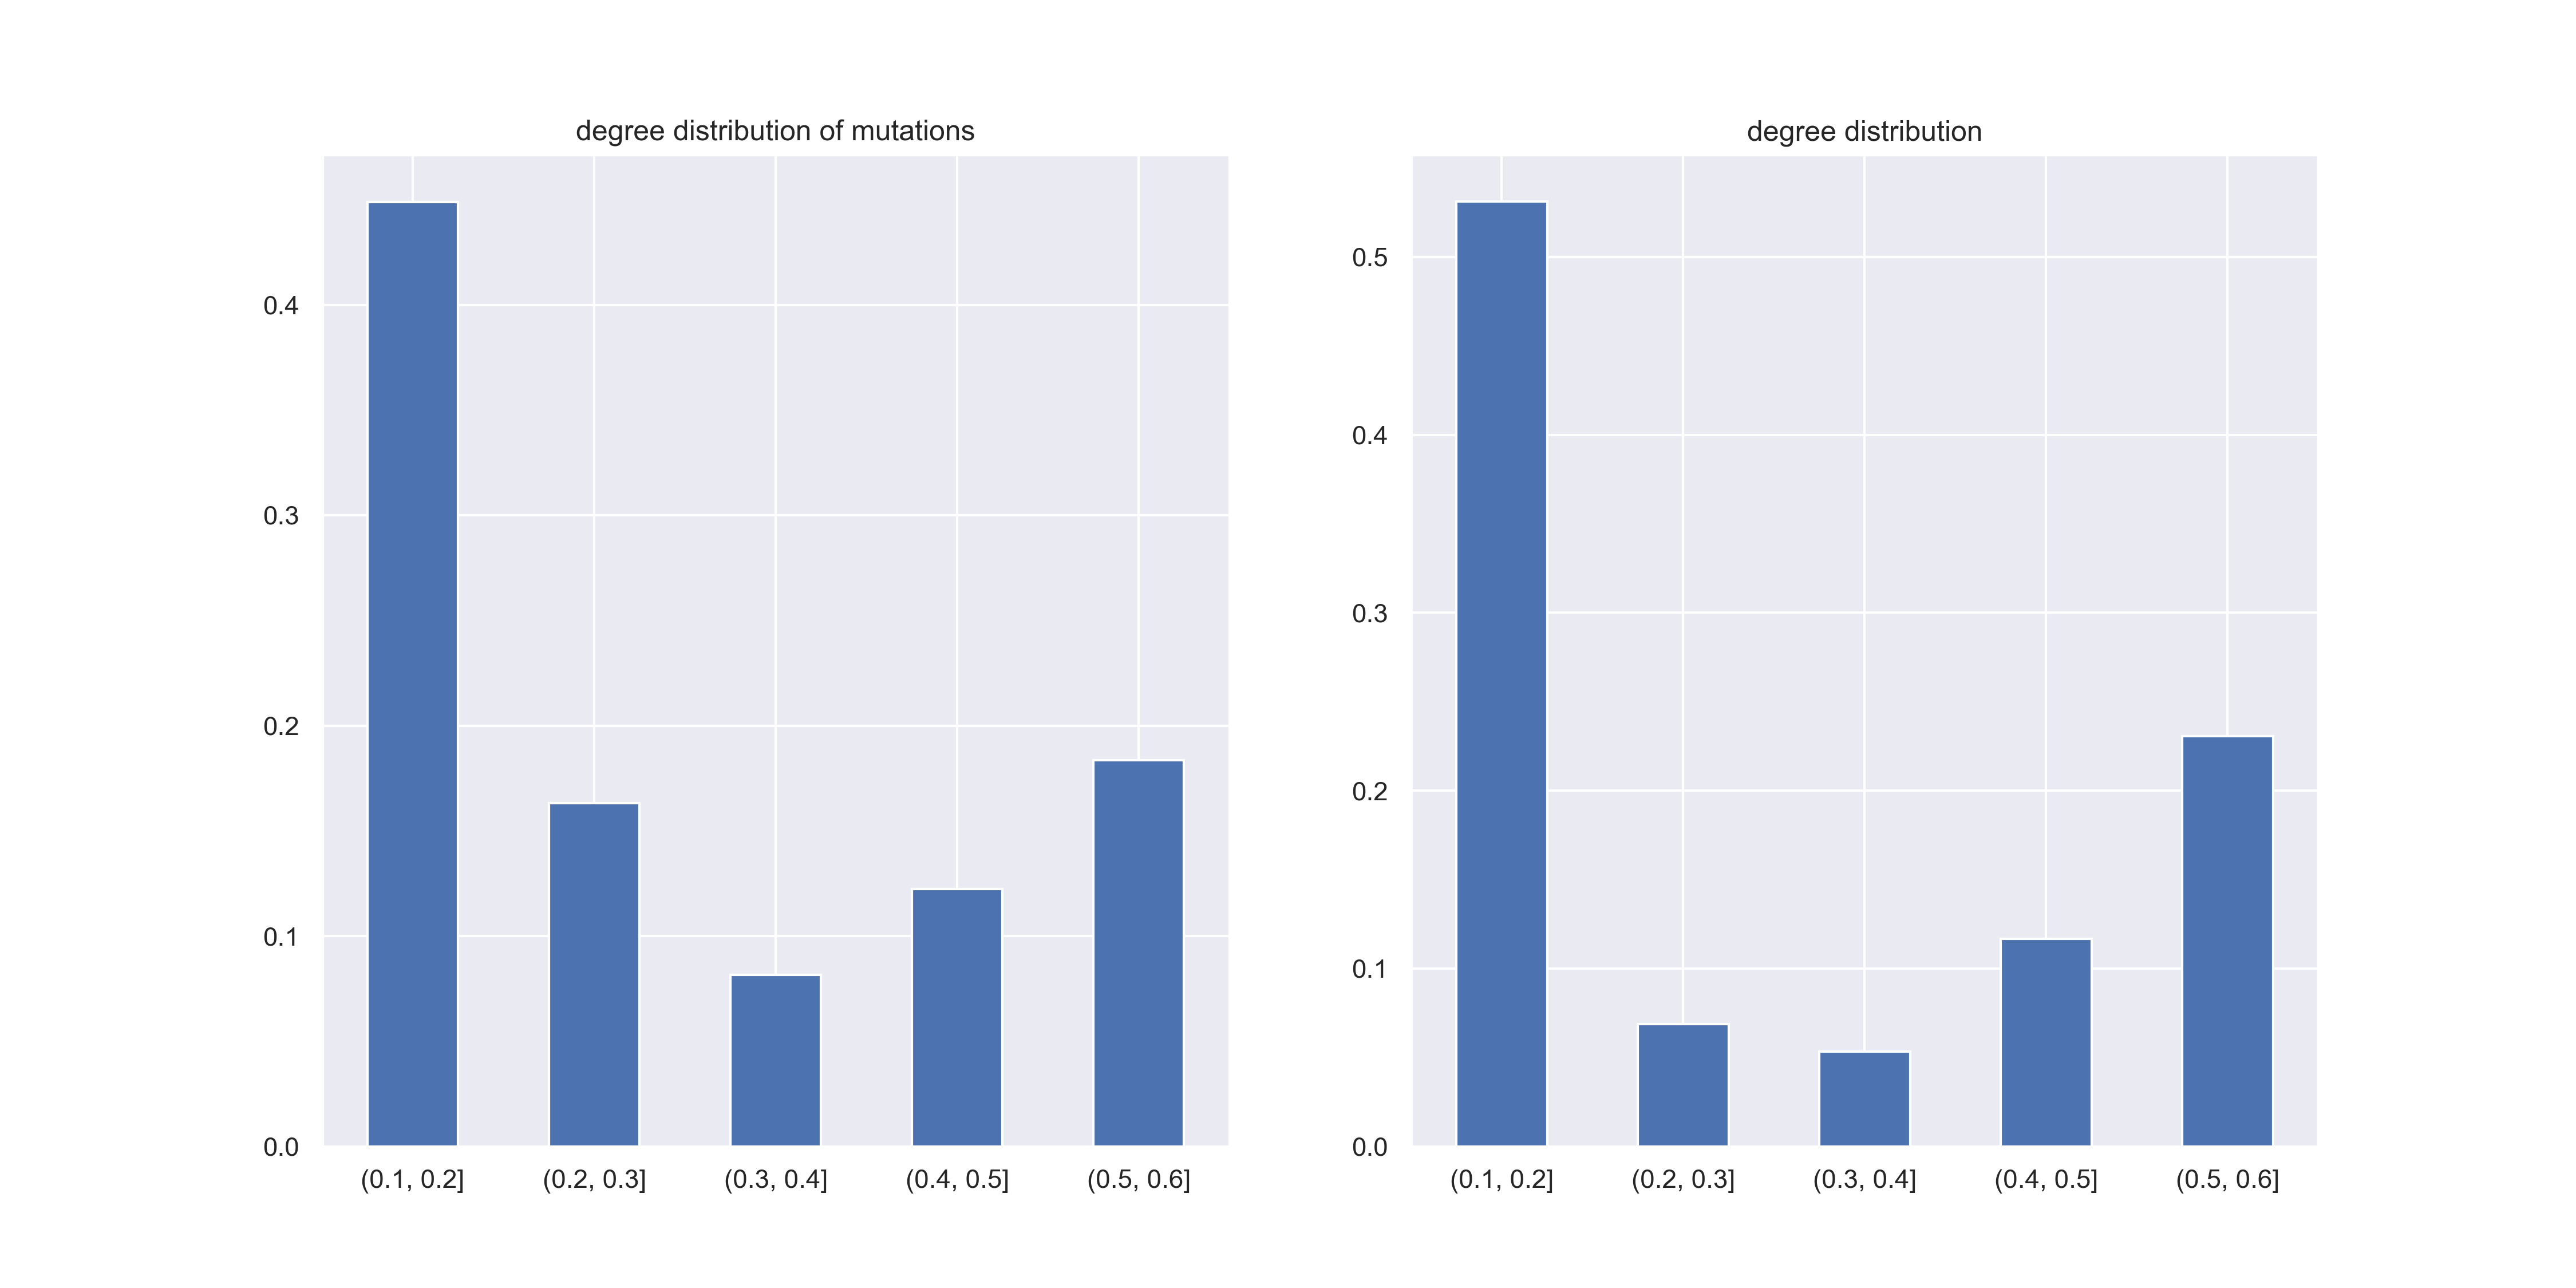 degree distribution of mutations
0.4
0.3
0.2
0.1
0.0
(0.1, 0.2] (0.2, 0.3] (0.3, 0.4] (0.4, 0.5] (0.5, 0.6]
degree distribution
0.5
0.4
0.3
0.2
0.1
0.0
(0.1, 0.2] (0.2, 0.3] (0.3, 0.4] (0.4, 0.5] (0.5, 0.6]